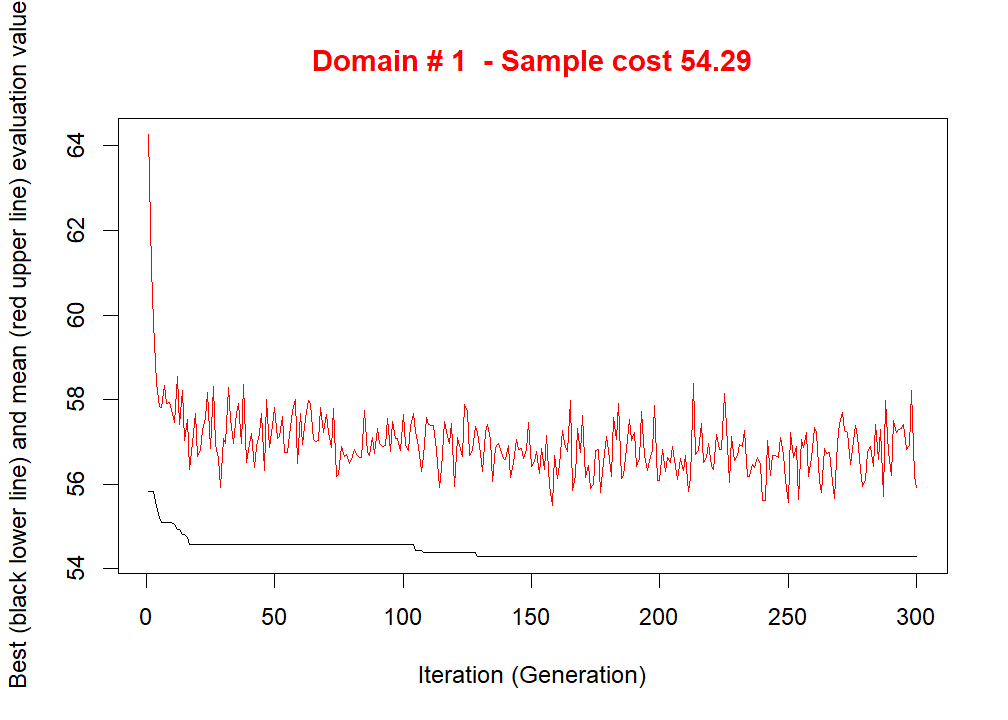 Domain # 1  - Sample cost 54.29
Best (black lower line) and mean (red upper line) evaluation value
64
62
60
58
56
54
0 50 100 150 200 250 300
Iteration (Generation)